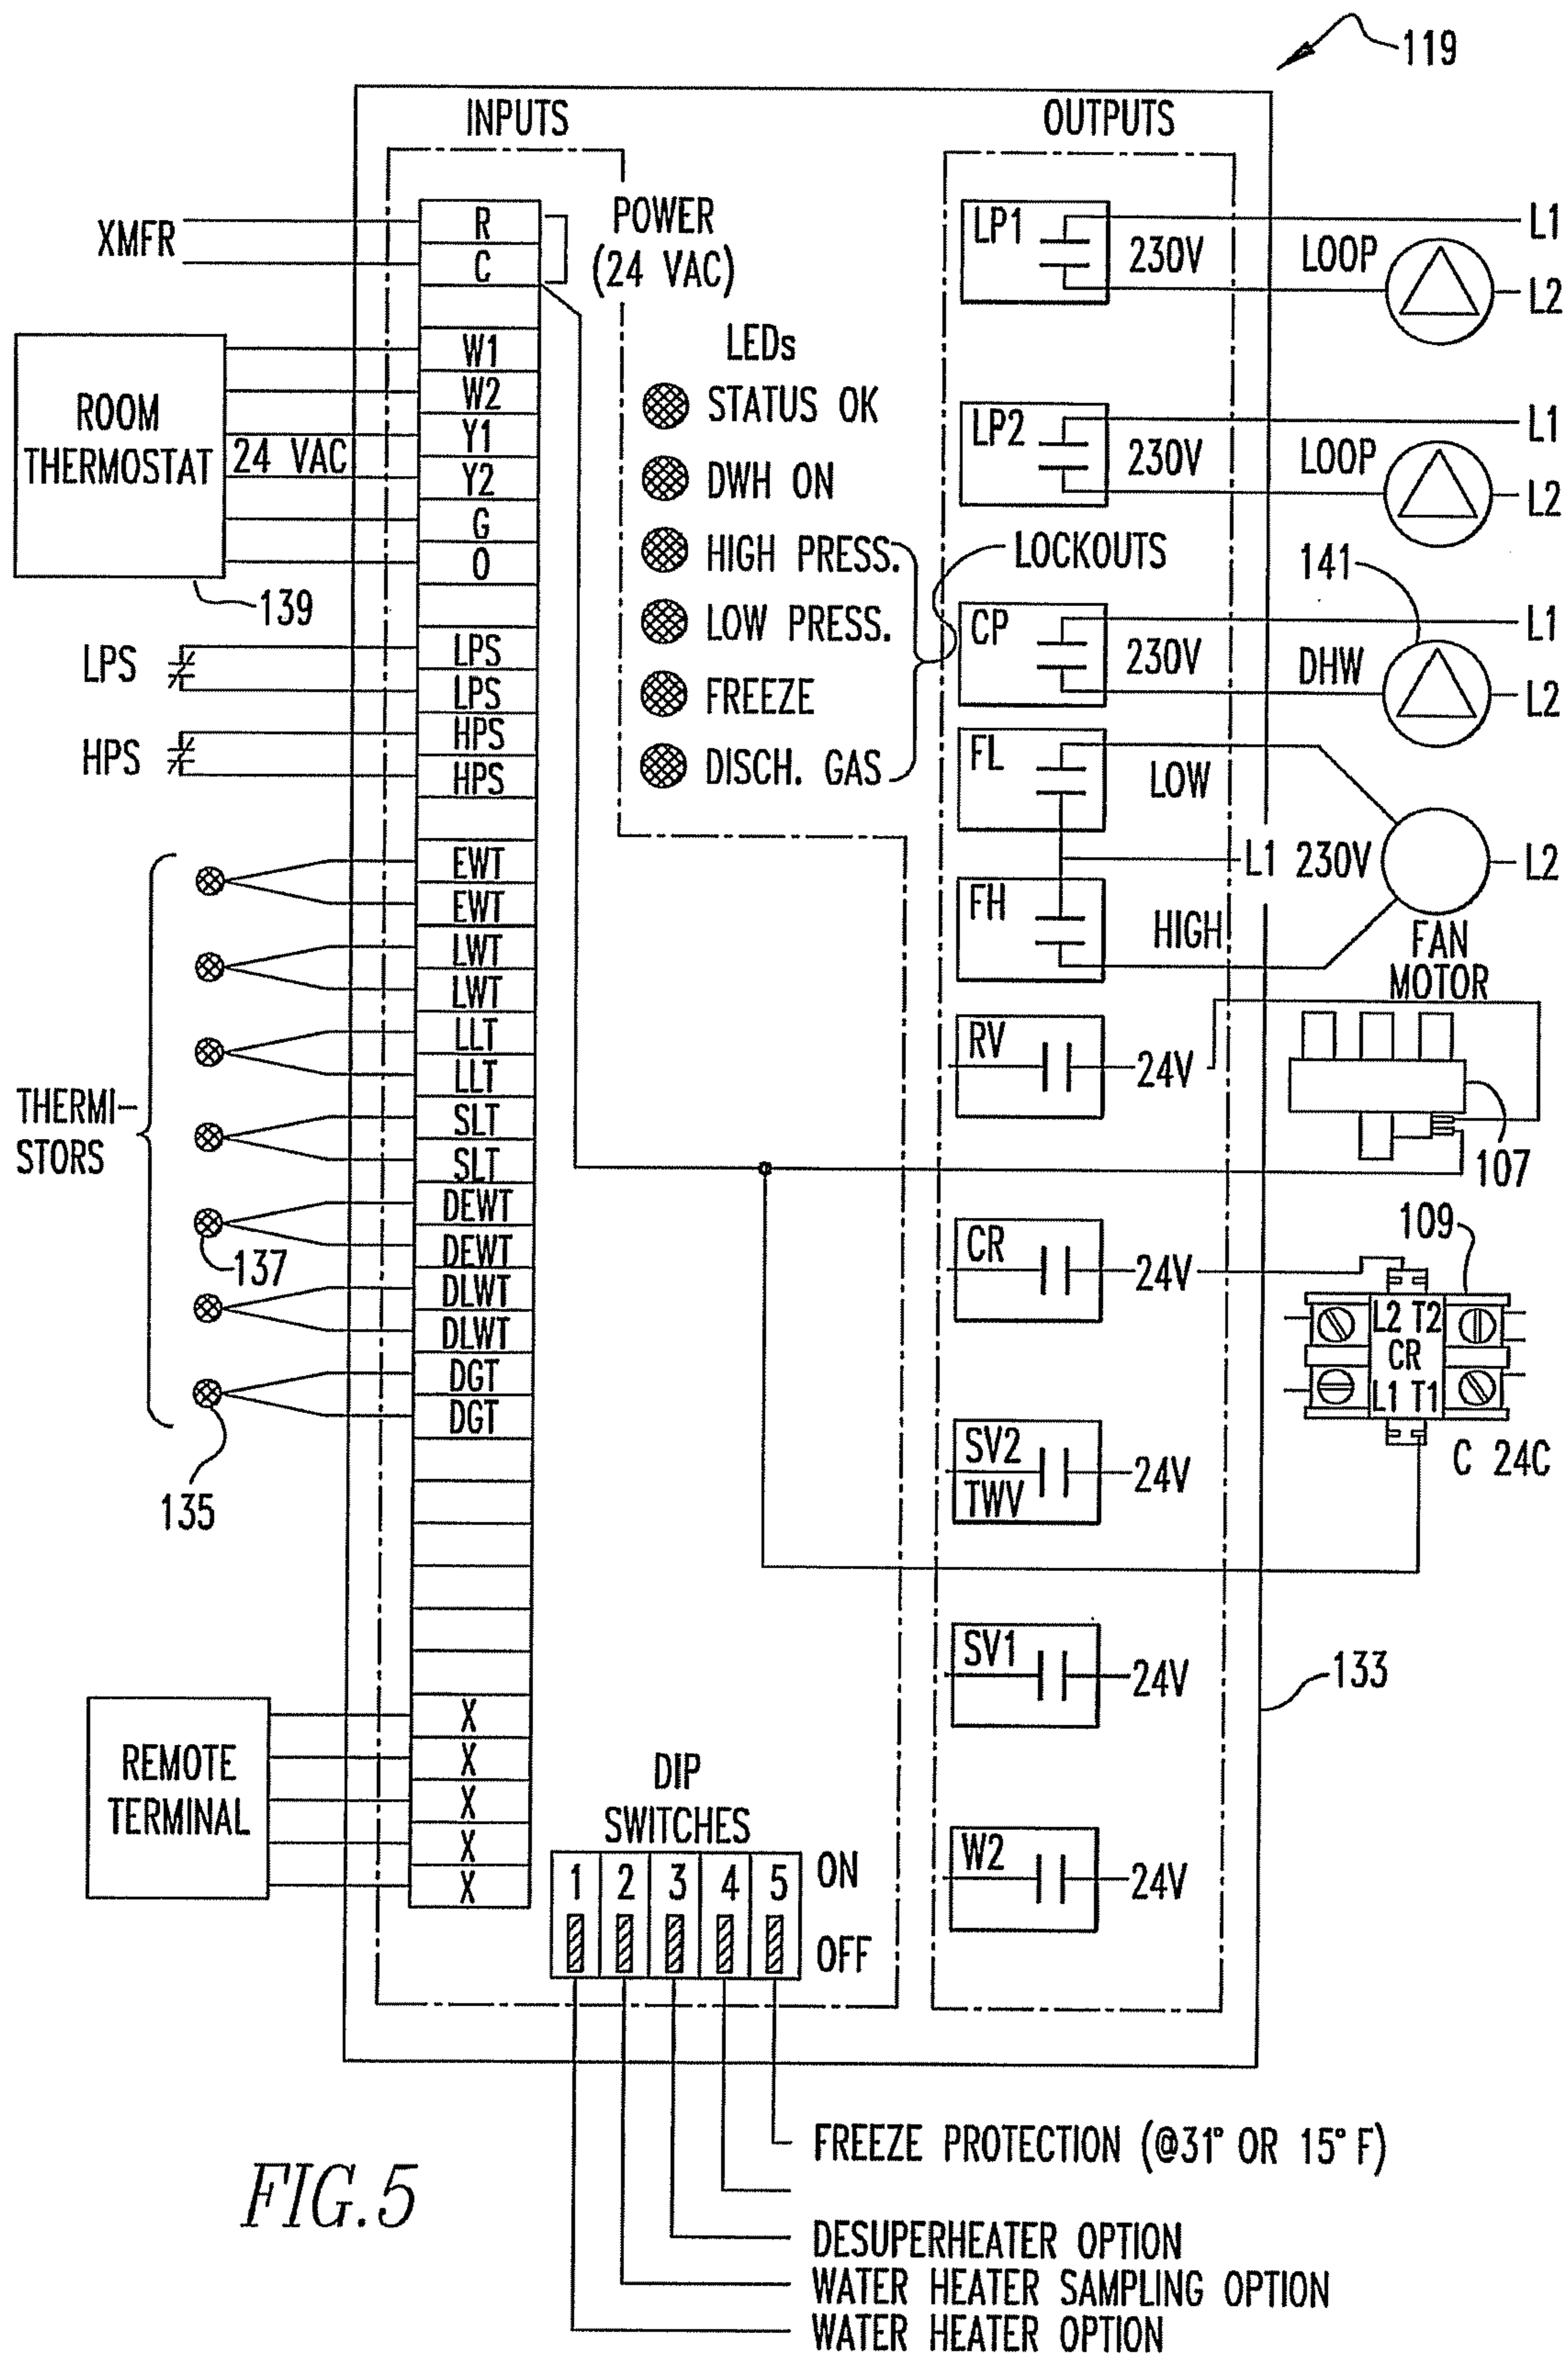 119
INPUTS
OUTPUTS
XMFR
R
C
POWER
(24 VAC)
LP1
230V
LOOP
L1
L2
ROOM
THERMOSTAT
24 VAC
139
W1
W2
Y1
Y2
G
O
LEDs
STATUS OK
DWH ON
HIGH PRESS.
LOW PRESS.
FREEZE
DISCH. GAS
LOCKOUTS
LP2
230V
LOOP
L1
L2
141
CP
230V
DHW
L1
L2
LPS
LPS
LPS
HPS
HPS
HPS
FL
LOW
L1
230V
L2
FH
HIGH
FAN
MOTOR
THERMI-
STORS
EWT
EWT
LWT
LWT
LLT
LLT
SLT
SLT
DEWT
DEWT
137
DLWT
DLWT
DGT
DGT
135
RV
24V
107
CR
24V
109
L2 T2
CR
L1 T1
C 24C
SV2
TWV
24V
SV1
24V
133
W2
24V
REMOTE
TERMINAL
X
X
X
X
X
DIP
SWITCHES
1 2 3 4 5
ON
OFF
FREEZE PROTECTION (@31° OR 15° F)
DESUPERHEATER OPTION
WATER HEATER SAMPLING OPTION
WATER HEATER OPTION
FIG.5